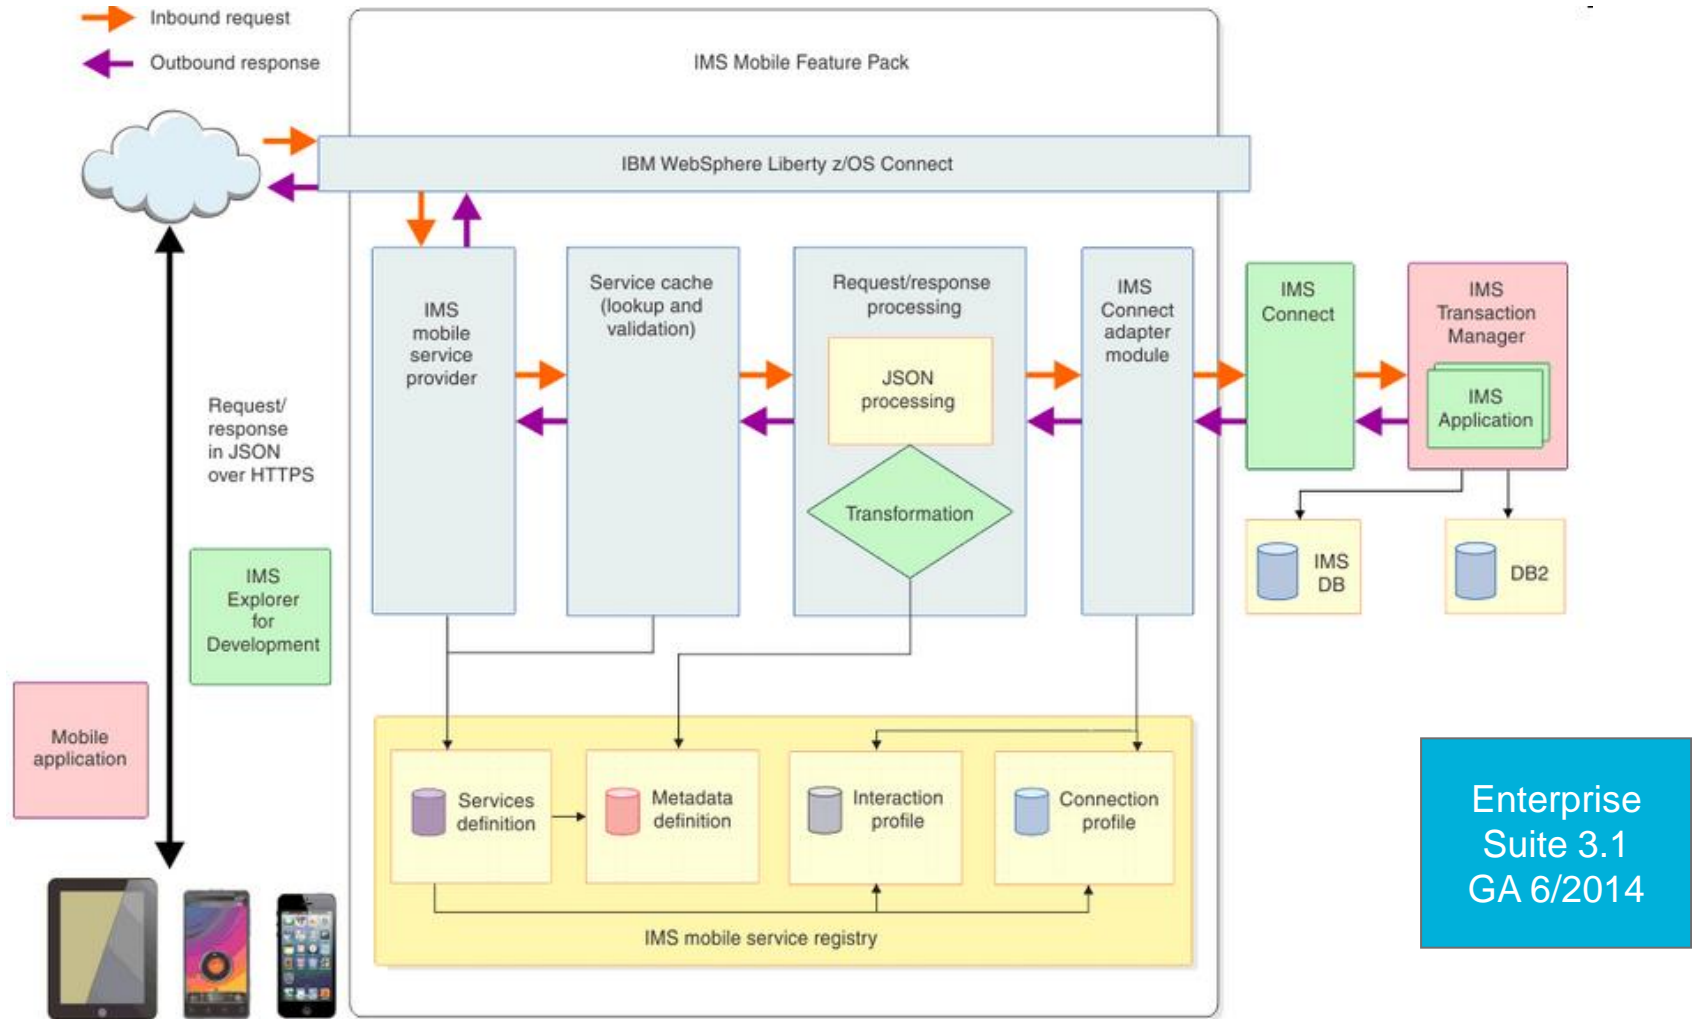 Inbound request
Outbound response
IMS Mobile Feature Pack
IBM WebSphere Liberty z/OS Connect
IMS
mobile
service
provider
Service cache
(lookup and
validation)
Request/response
processing
JSON
processing
Transformation
IMS
Connect
adapter
module
IMS
Connect
IMS
Transaction
Manager
IMS
Application
IMS
DB
DB2
Request/
response
in JSON
over HTTPS
IMS
Explorer
for
Development
Mobile
application
Services
definition
Metadata
definition
Interaction
profile
Connection
profile
IMS mobile service registry
Enterprise
Suite 3.1
GA 6/2014